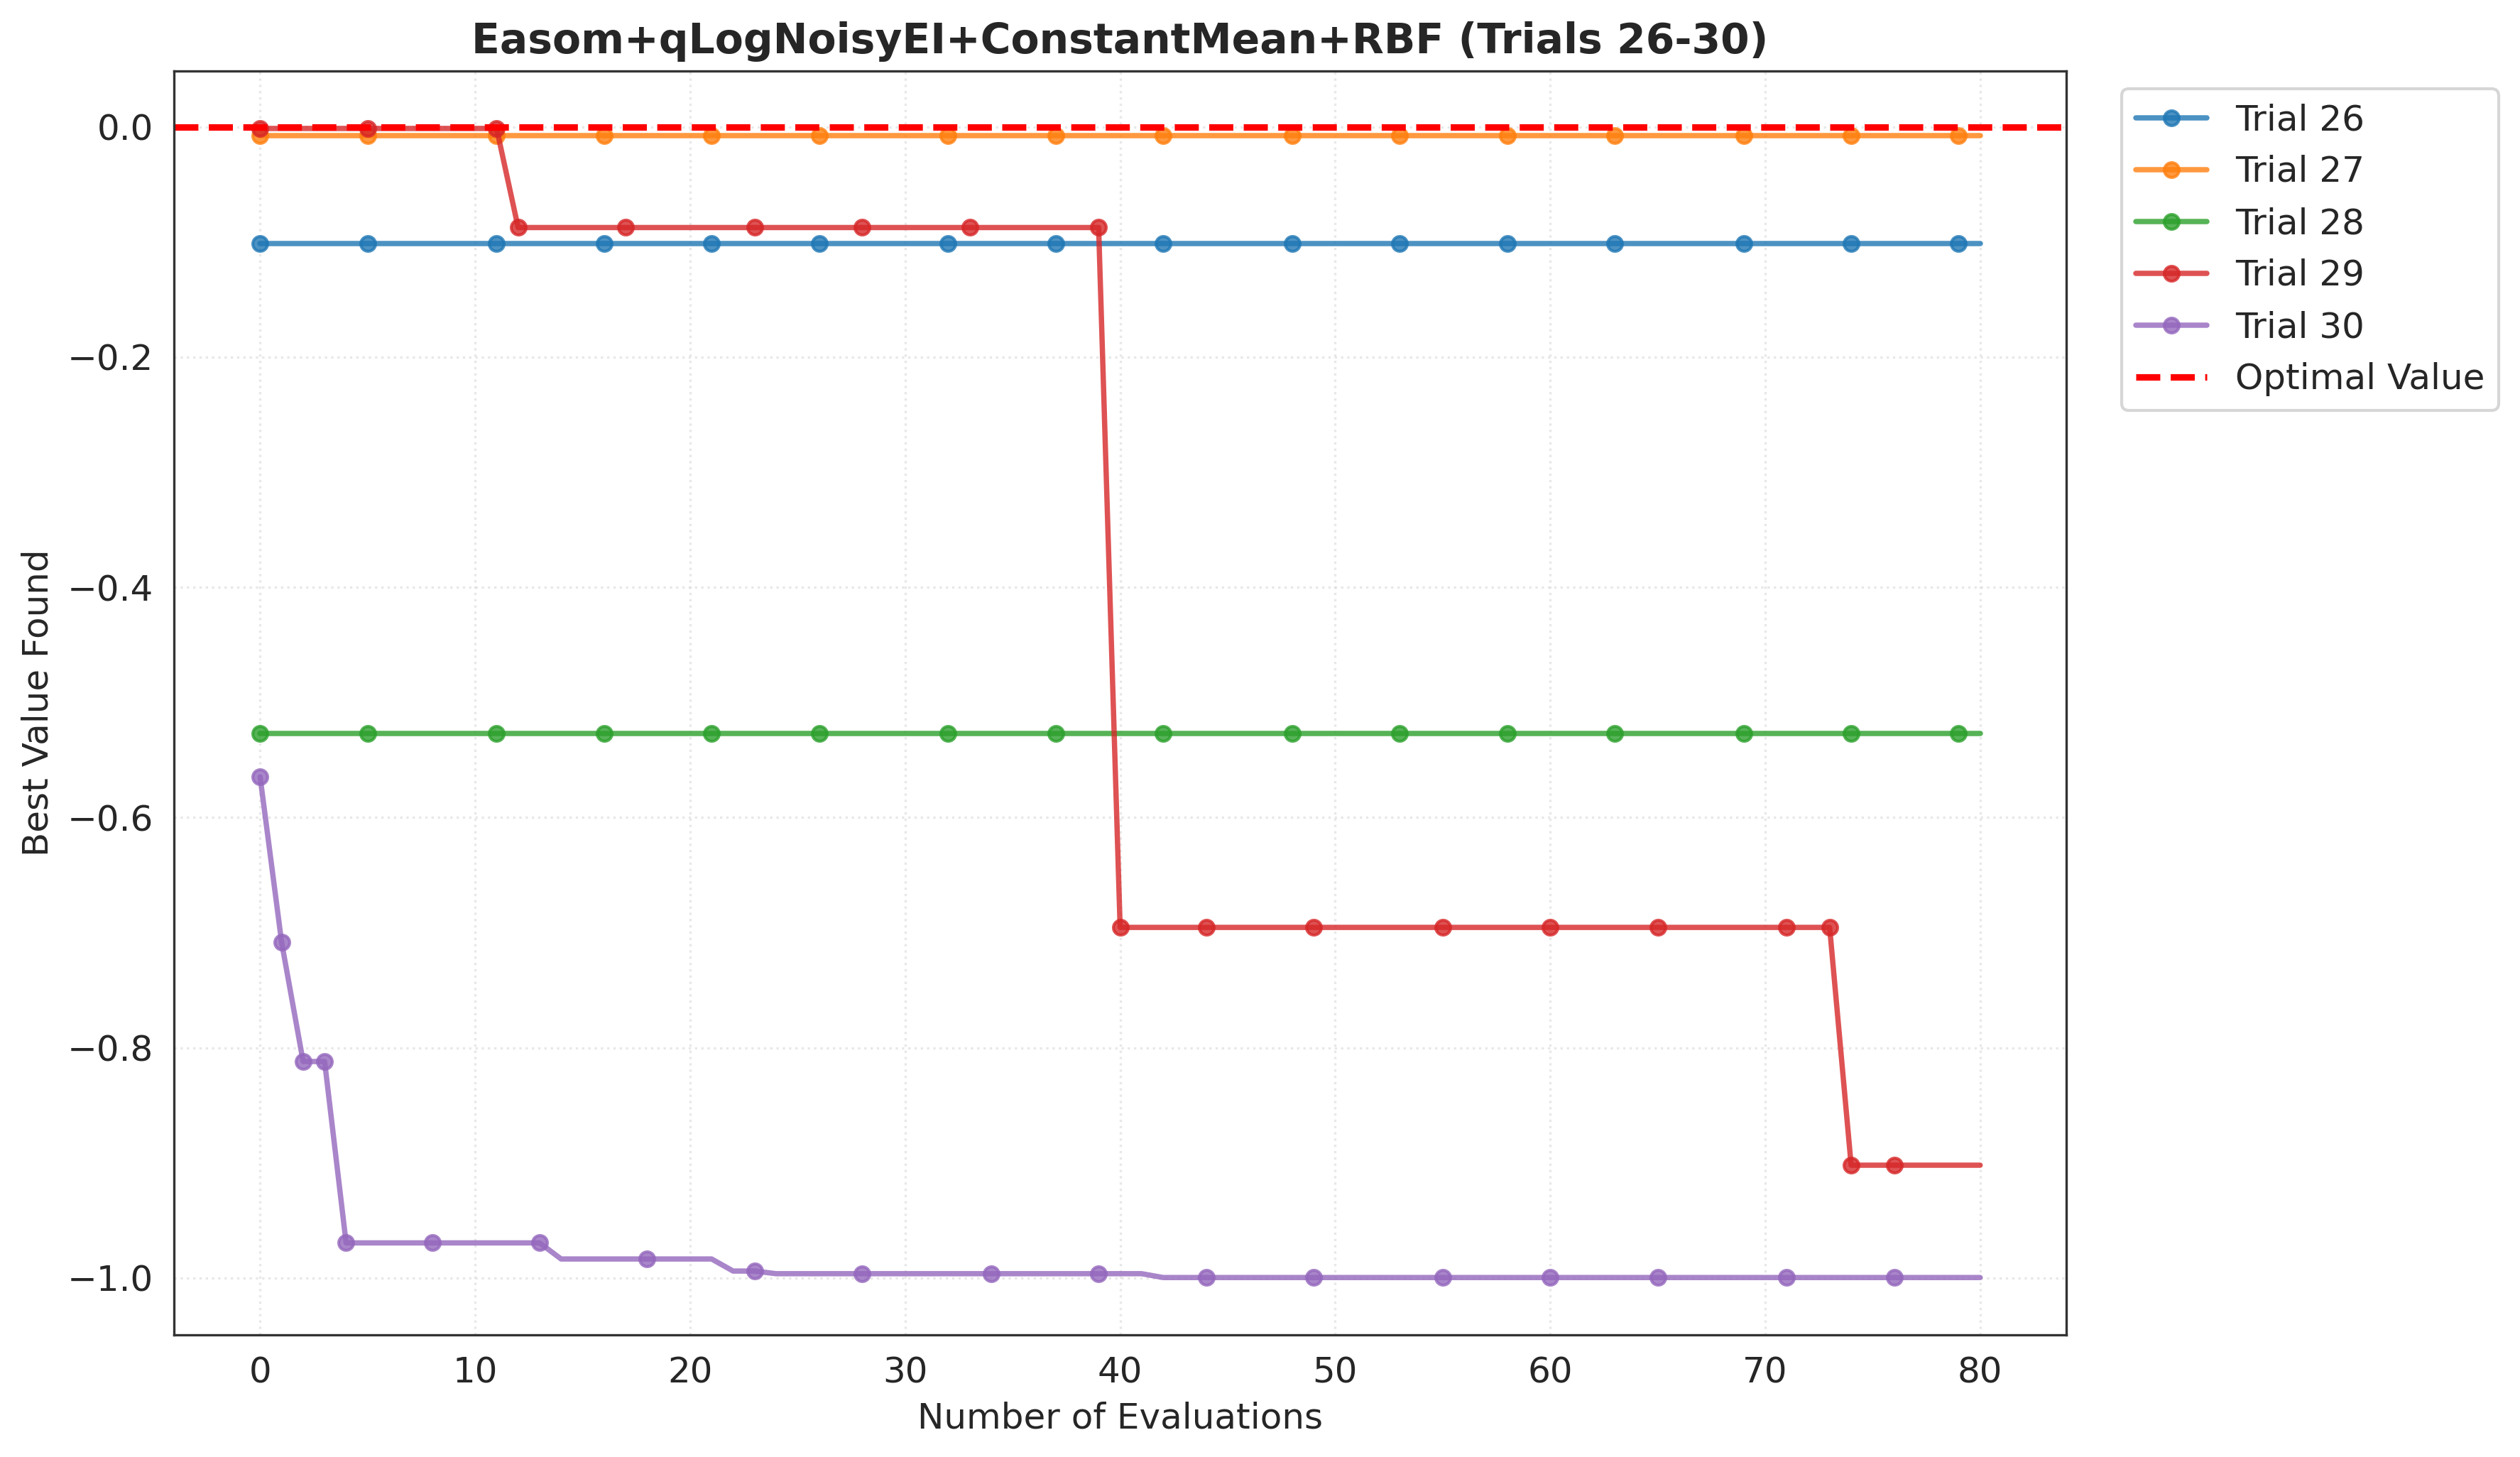 Easom+qLogNoisyEI+ConstantMean+RBF (Trials 26-30)
Best Value Found
0.0
−0.2
−0.4
−0.6
−0.8
−1.0
0 10 20 30 40 50 60 70 80
Number of Evaluations
Trial 26
Trial 27
Trial 28
Trial 29
Trial 30
Optimal Value